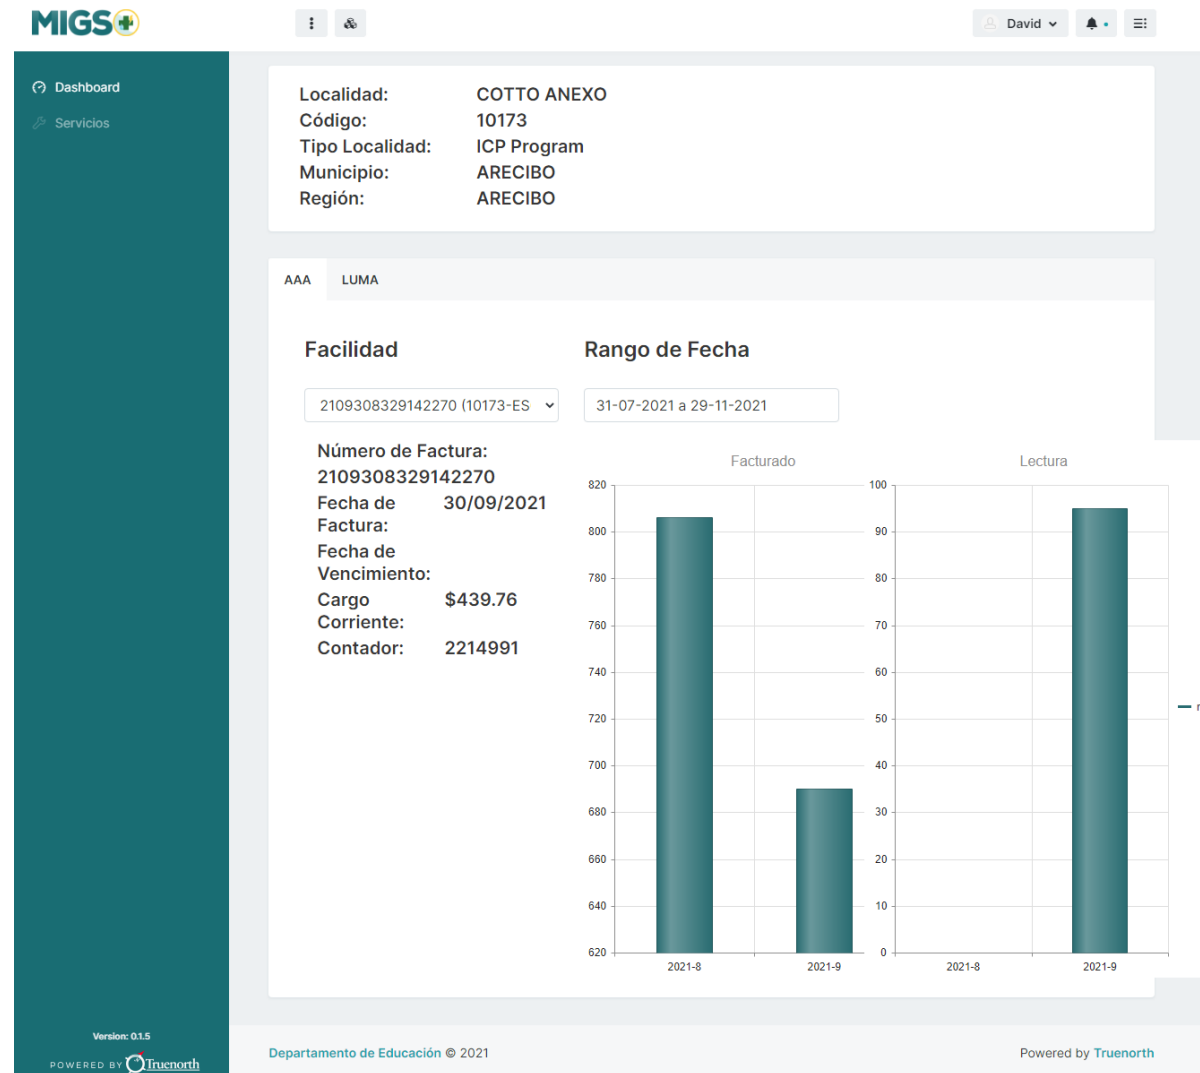 MIGS
David
Dashboard
Servicios
Localidad: COTTO ANEXO
Código: 10173
Tipo Localidad: ICP Program
Municipio: ARECIBO
Región: ARECIBO
AAA LUMA
Facilidad Rango de Fecha
2109308329142270 (10173-ES 31-07-2021 a 29-11-2021
Número de Factura:
2109308329142270
Fecha de 30/09/2021
Factura:
Fecha de
Vencimiento:
Cargo $439.76
Corriente:
Contador: 2214991
Facturado
820
800
780
760
740
720
700
680
660
640
620
2021-8 2021-9
Lectura
100
90
80
70
60
50
40
30
20
10
0
2021-8 2021-9
Version: 0.1.5
POWERED BY Truenorth
Departamento de Educación © 2021 Powered by Truenorth